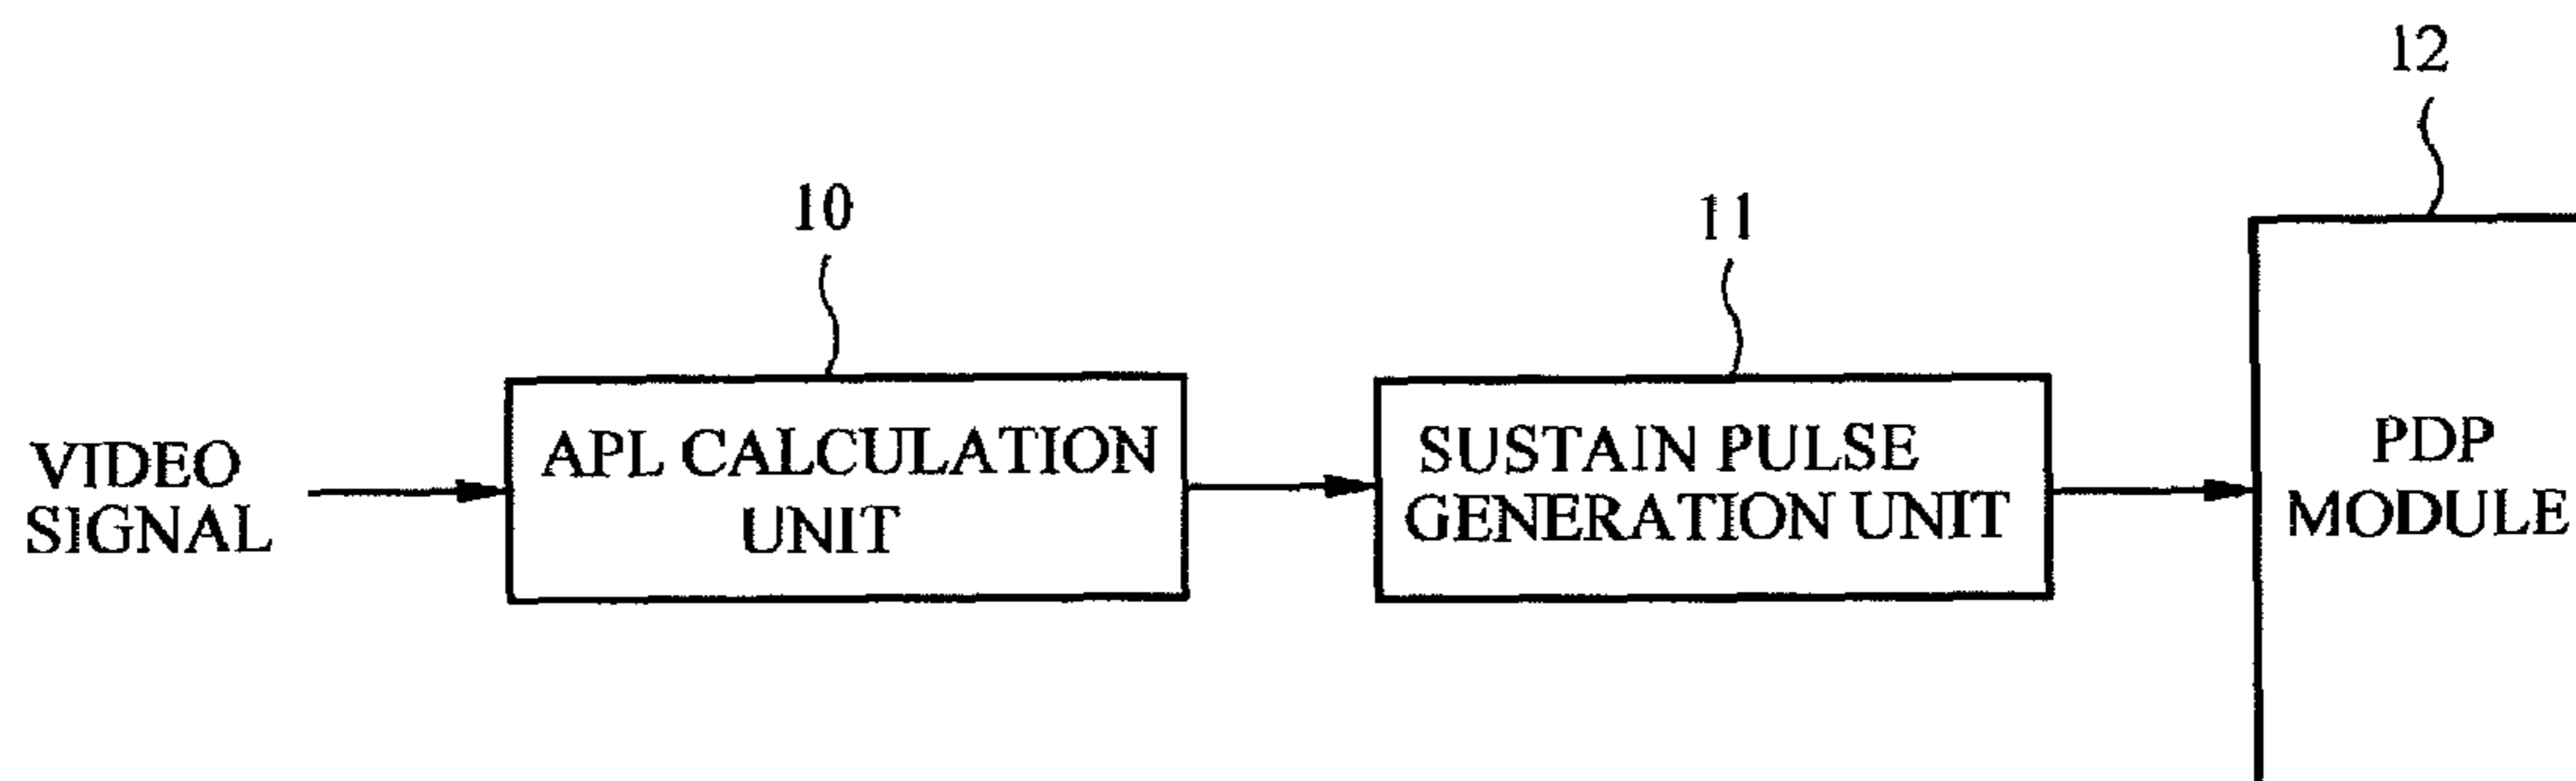 12
10
11
VIDEO
SIGNAL
APL CALCULATION
UNIT
SUSTAIN PULSE
GENERATION UNIT
PDP
MODULE